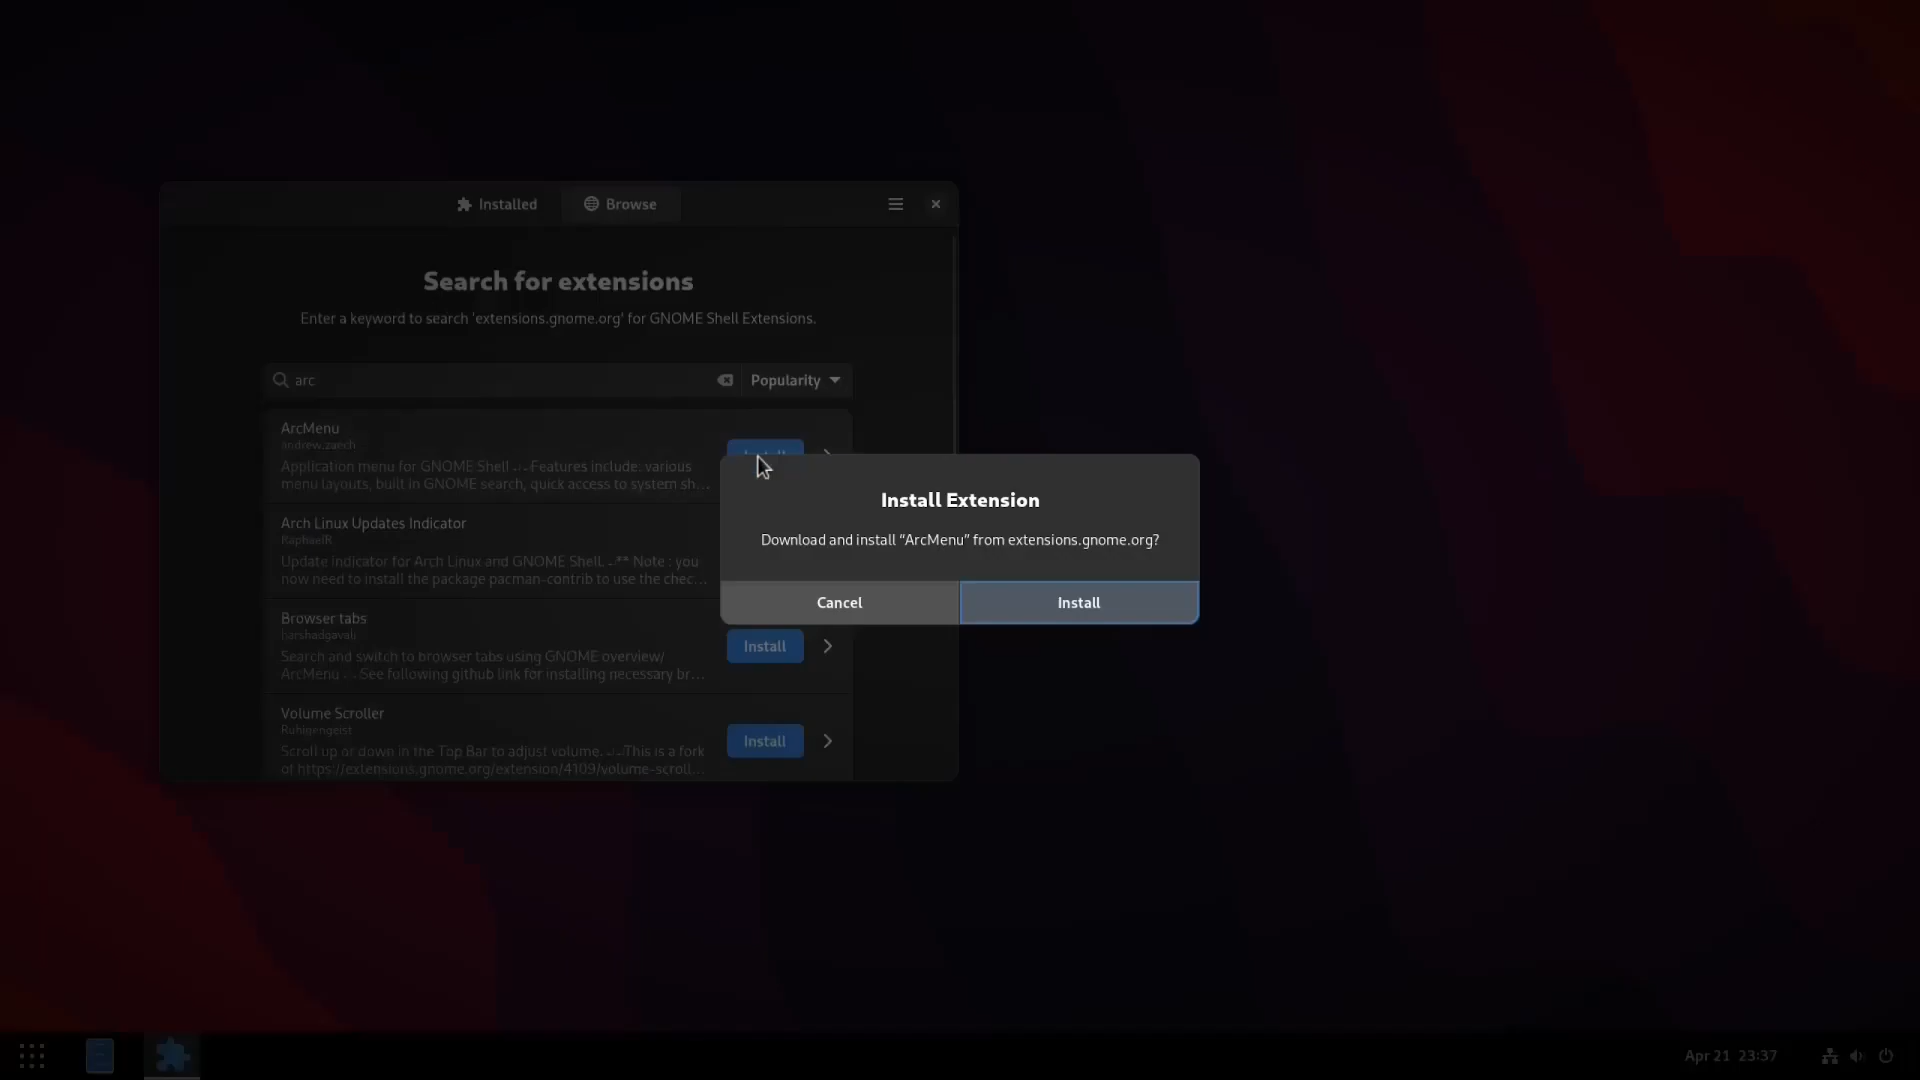 Installed
Browse
Search for extensions
Enter a keyword to search 'extensions.gnome.org' for GNOME Shell Extensions.
arc
Popularity
ArcMenu
andrew.zaech
Application menu for GNOME Shell ... Features include: various
menu layouts, built in GNOME search, quick access to system sh...
Arch Linux Updates Indicator
RaphaelR
Update indicator for Arch Linux and GNOME Shell. ..** Note : you
now need to install the package pacman-contrib to use the chec...
Browser tabs
harshadgavali
Install
Search and switch to browser tabs using GNOME overview/
ArcMenu . . See following github link for installing necessary br...
Volume Scroller
Ruhigengeist
Install
Scroll up or down in the Top Bar to adjust volume. .. This is a fork
of https://extensions.gnome.org/extension/4109/volume-scroll...
Install Extension
Download and install “ArcMenu” from extensions.gnome.org?
Cancel
Install
Apr 21 23:37